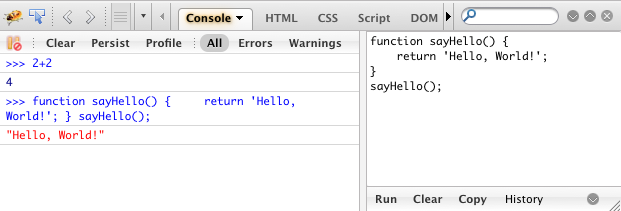 Console HTML CSS Script DOM
Clear Persist Profile All Errors Warnings
>>> 2+2
4
>>> function sayHello() {     return 'Hello,
World!'; } sayHello();
"Hello, World!"
function sayHello() {
    return 'Hello, World!';
}
sayHello();
Run Clear Copy History